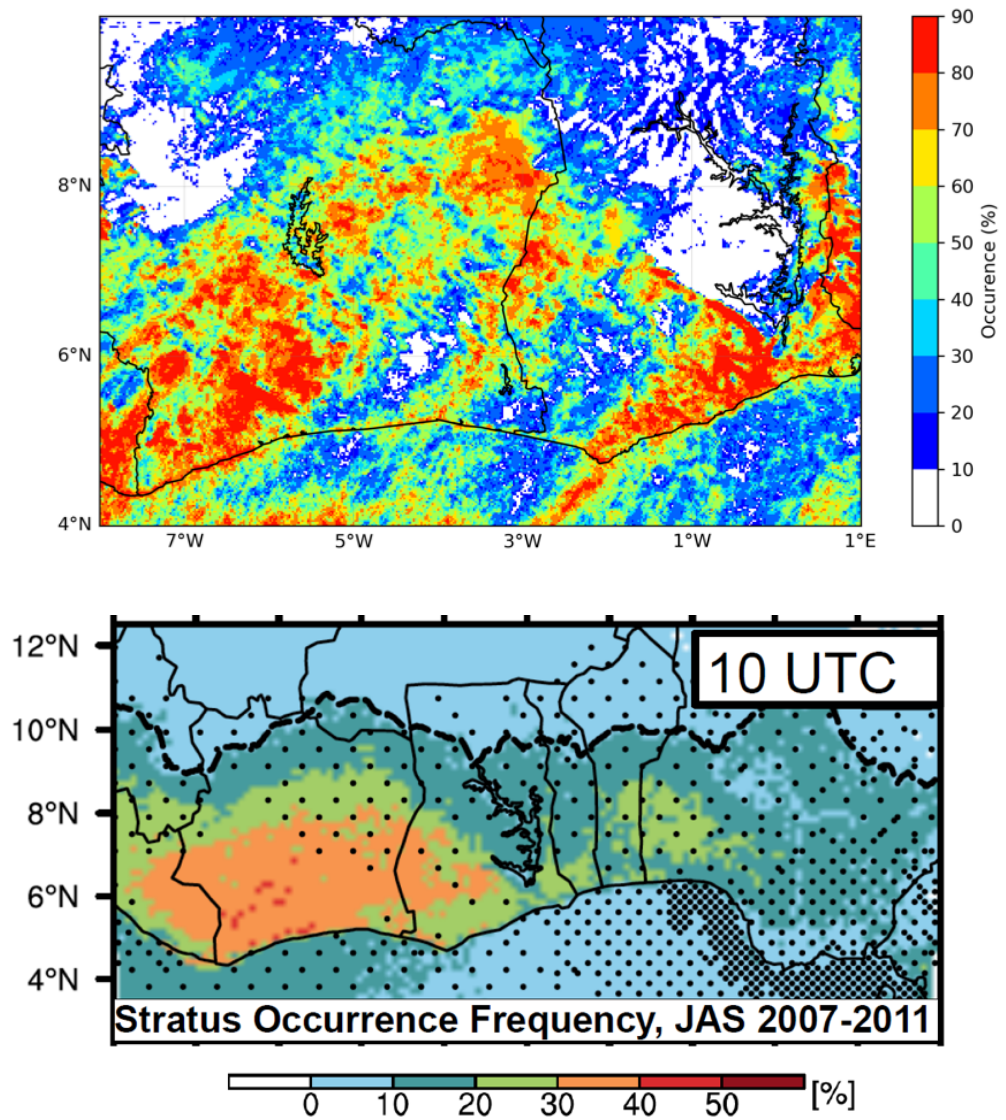 90
80
70
60
50
40
30
20
10
0
Occurence (%)
8°N
6°N
4°N
7°W 5°W 3°W 1°W 1°E
12°N
10°N
8°N
6°N
4°N
10 UTC
Stratus Occurrence Frequency, JAS 2007-2011
0 10 20 30 40 50 [%]